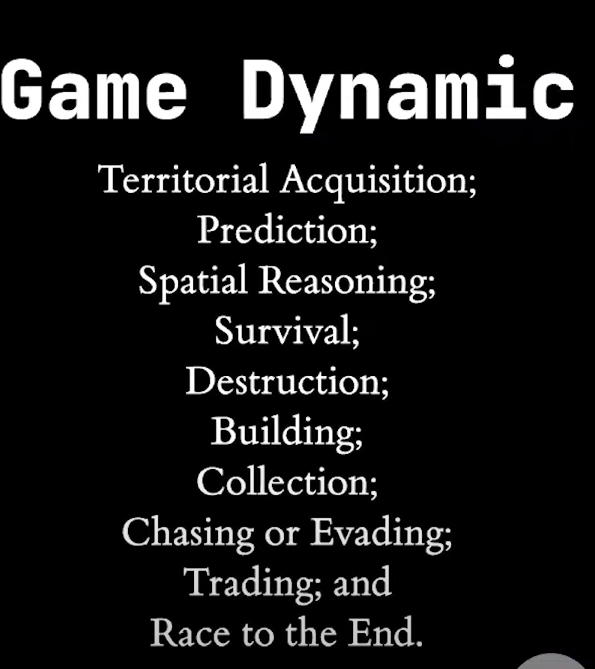 Game Dynamic
Territorial Acquisition;
Prediction;
Spatial Reasoning;
Survival;
Destruction;
Building;
Collection;
Chasing or Evading;
Trading; and
Race to the End.